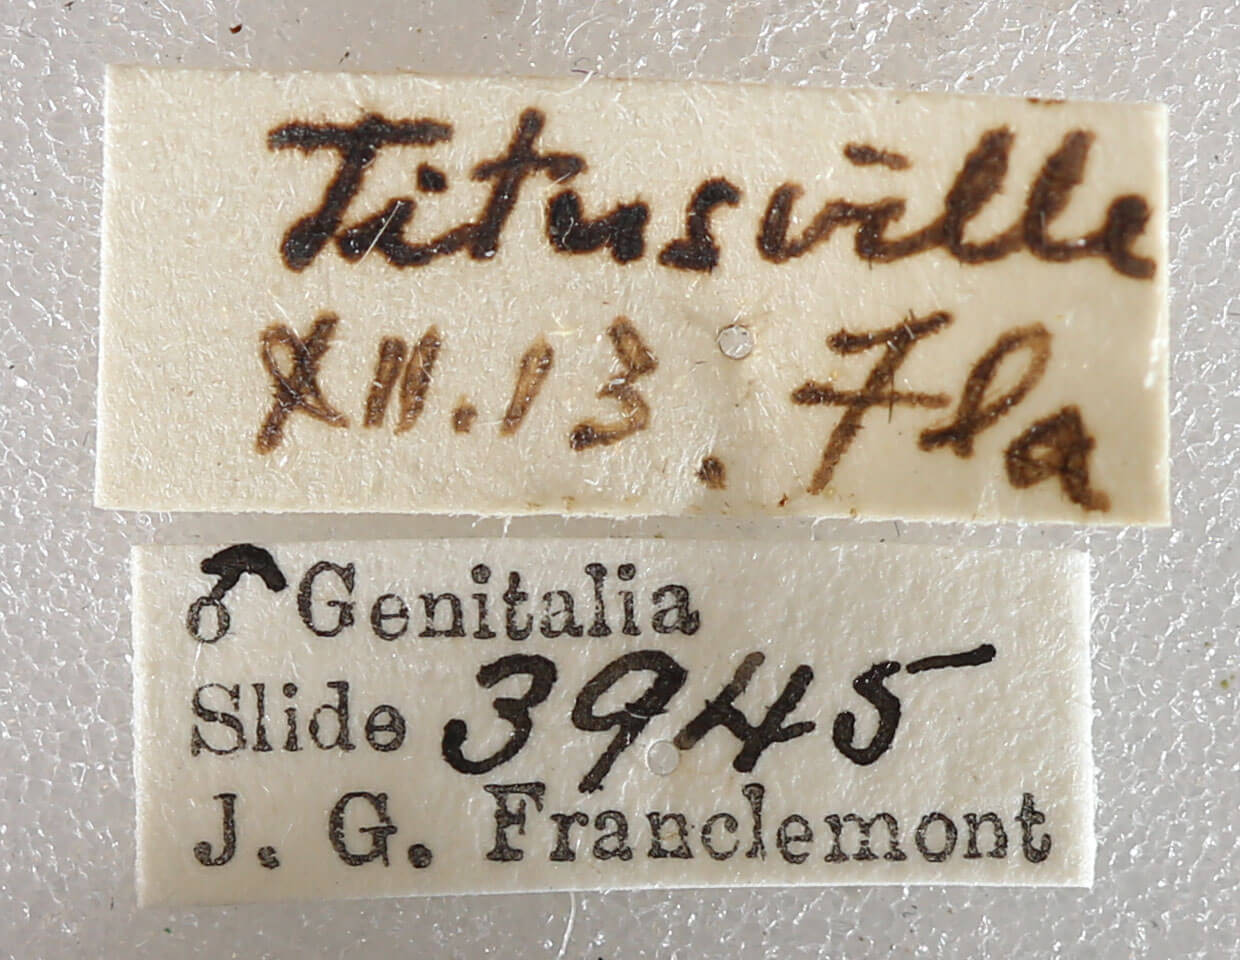 Titusville
XII.13. Fla
♂ Genitalia
Slide 3945
J. G. Franclemont